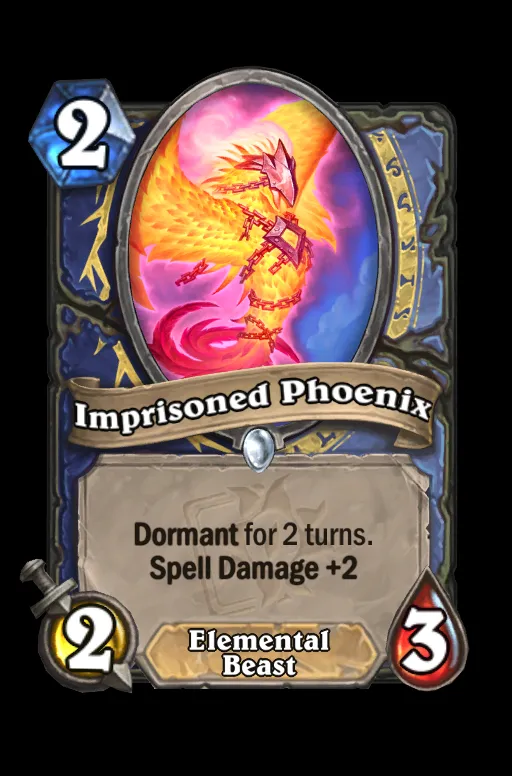 2
Imprisoned Phoenix
Dormant for 2 turns.
Spell Damage +2
2
Elemental
Beast
3